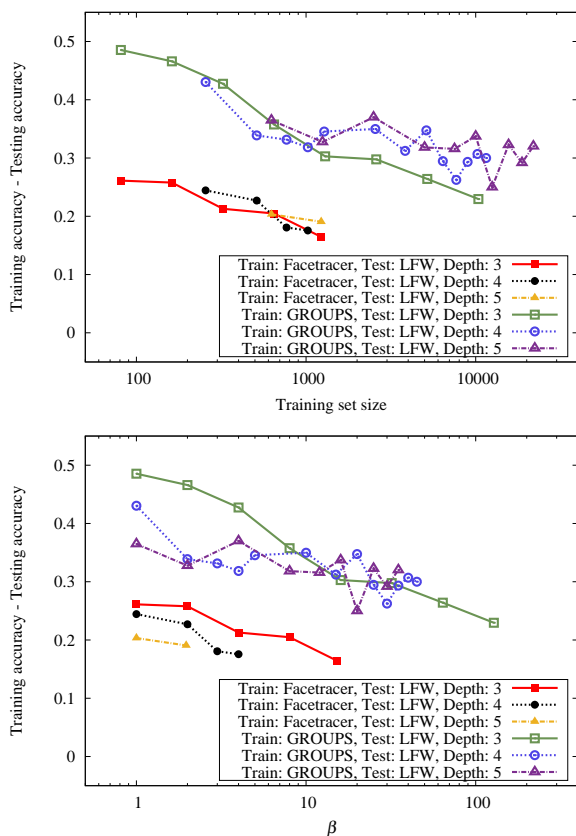 0.5
0.4
0.3
0.2
0.1
0
Training accuracy - Testing accuracy
Train: Facetracer, Test: LFW, Depth: 3
Train: Facetracer, Test: LFW, Depth: 4
Train: Facetracer, Test: LFW, Depth: 5
Train: GROUPS, Test: LFW, Depth: 3
Train: GROUPS, Test: LFW, Depth: 4
Train: GROUPS, Test: LFW, Depth: 5
100 1000 10000
Training set size
0.5
0.4
0.3
0.2
0.1
0
Training accuracy - Testing accuracy
Train: Facetracer, Test: LFW, Depth: 3
Train: Facetracer, Test: LFW, Depth: 4
Train: Facetracer, Test: LFW, Depth: 5
Train: GROUPS, Test: LFW, Depth: 3
Train: GROUPS, Test: LFW, Depth: 4
Train: GROUPS, Test: LFW, Depth: 5
1 10 100
β